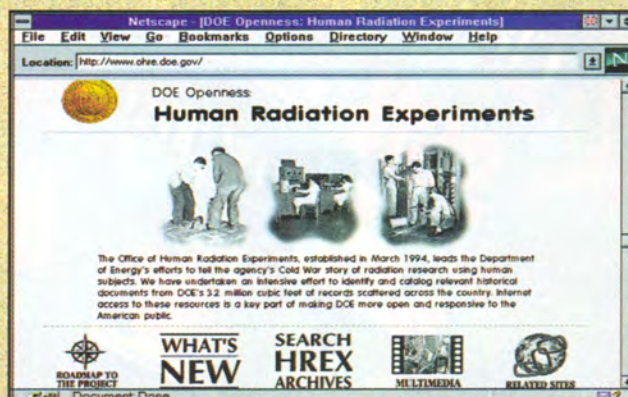 Netscape - [DOE Openness: Human Radiation Experiments]
File Edit View Go Bookmarks Options Directory Window Help
Location: http://www.ohre.doe.gov/
N
DOE Openness:
Human Radiation Experiments
The Office of Human Radiation Experiments, established in March 1994, leads the Department
of Energy's efforts to tell the agency's Cold War story of radiation research using human
subjects. We have undertaken an intensive effort to identify and catalog relevant historical
documents from DOE's 3.2 million cubic feet of records scattered across the country. Internet
access to these resources is a key part of making DOE more open and responsive to the
American public.
ROADMAP TO
THE PROJECT
WHAT'S
NEW
SEARCH
HREX
ARCHIVES
MULTIMEDIA
RELATED SITES
Document: Done